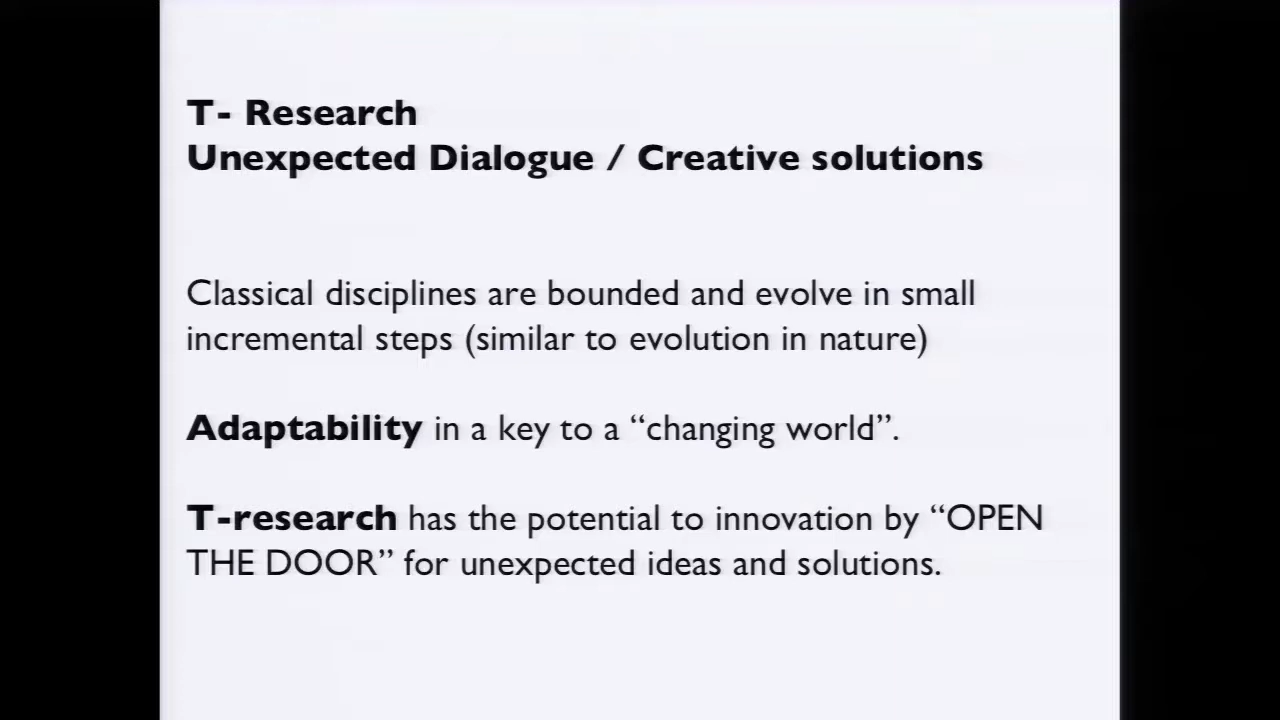 T- Research
Unexpected Dialogue / Creative solutions
Classical disciplines are bounded and evolve in small
incremental steps (similar to evolution in nature)
Adaptability in a key to a “changing world”.
T-research has the potential to innovation by “OPEN
THE DOOR” for unexpected ideas and solutions.